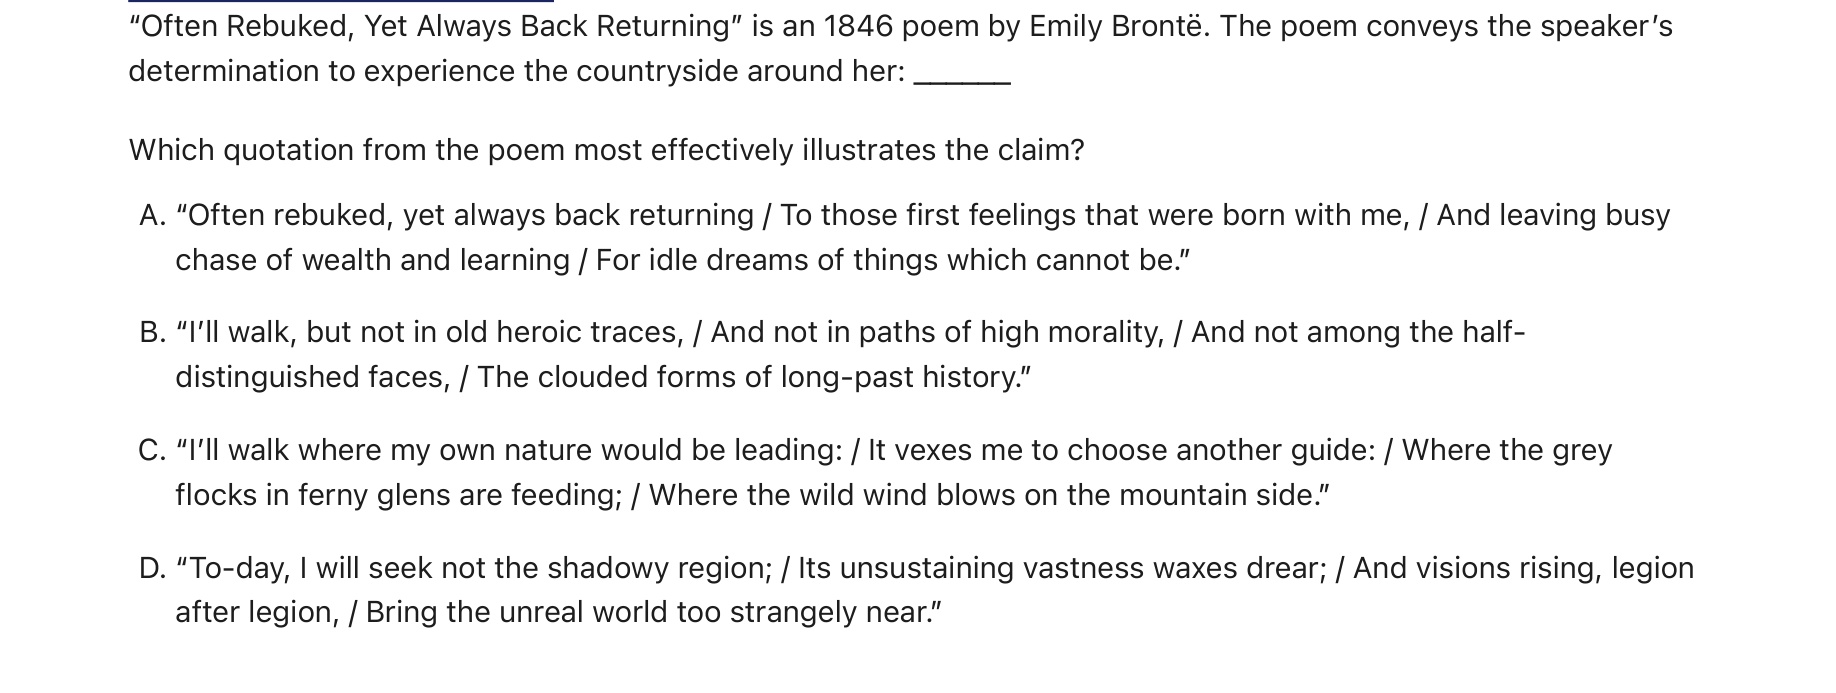 “Often Rebuked, Yet Always Back Returning” is an 1846 poem by Emily Brontë. The poem conveys the speaker’s
determination to experience the countryside around her: ______
Which quotation from the poem most effectively illustrates the claim?
A. “Often rebuked, yet always back returning / To those first feelings that were born with me, / And leaving busy
chase of wealth and learning / For idle dreams of things which cannot be.”
B. “I’ll walk, but not in old heroic traces, / And not in paths of high morality, / And not among the half-
distinguished faces, / The clouded forms of long-past history.”
C. “I’ll walk where my own nature would be leading: / It vexes me to choose another guide: / Where the grey
flocks in ferny glens are feeding; / Where the wild wind blows on the mountain side.”
D. “To-day, I will seek not the shadowy region; / Its unsustaining vastness waxes drear; / And visions rising, legion
after legion, / Bring the unreal world too strangely near.”